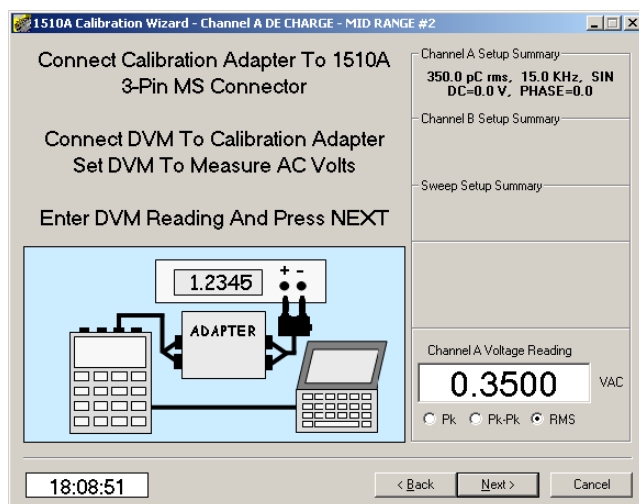 1510A Calibration Wizard - Channel A DE CHARGE - MID RANGE #2
Connect Calibration Adapter To 1510A
3-Pin MS Connector
Connect DVM To Calibration Adapter
Set DVM To Measure AC Volts
Enter DVM Reading And Press NEXT
1.2345
+ -
ADAPTER
Channel A Setup Summary
350.0 pC rms, 15.0 KHz, SIN
DC=0.0 V, PHASE=0.0
Channel B Setup Summary
Sweep Setup Summary
Channel A Voltage Reading
0.3500 VAC
Pk Pk-Pk RMS
18:08:51
< Back Next > Cancel